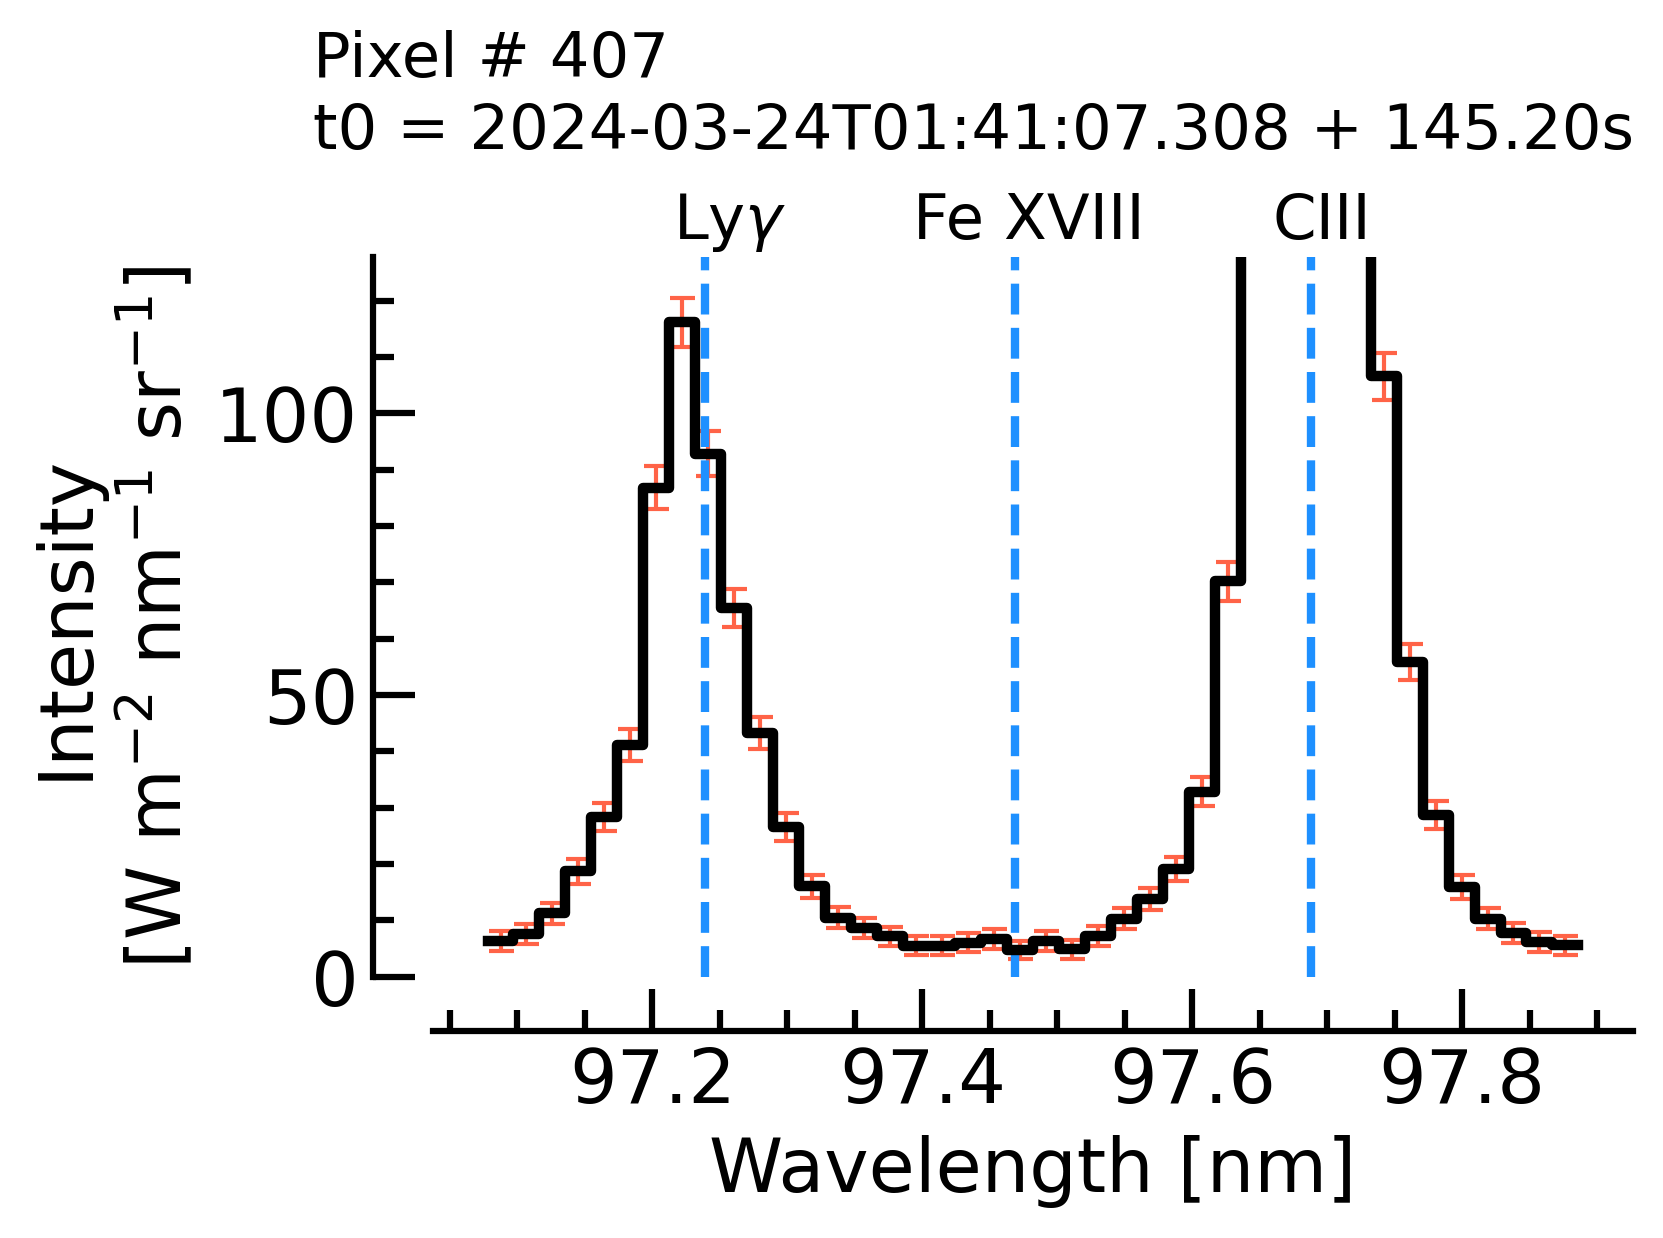 Pixel # 407
t0 = 2024-03-24T01:41:07.308 + 145.20s
Lyγ Fe XVIII CIII
Intensity
[W m⁻² nm⁻¹ sr⁻¹]
100
50
0
97.2 97.4 97.6 97.8
Wavelength [nm]